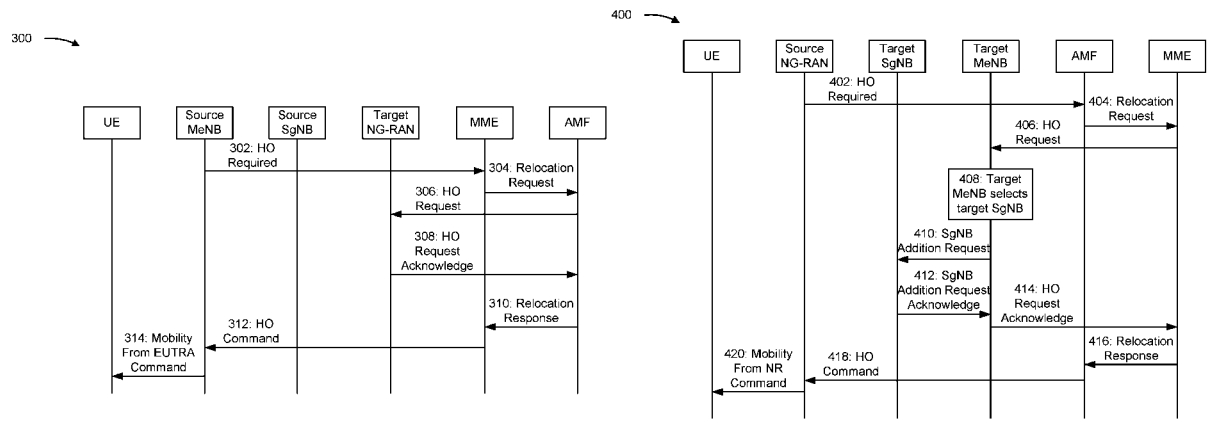 300
UE
Source
MeNB
Source
SgNB
Target
NG-RAN
MME
AMF
302: HO
Required
304: Relocation
Request
306: HO
Request
308: HO
Request
Acknowledge
310: Relocation
Response
312: HO
Command
314: Mobility
From EUTRA
Command
400
UE
Source
NG-RAN
Target
SgNB
Target
MeNB
AMF
MME
402: HO
Required
404: Relocation
Request
406: HO
Request
408: Target
MeNB selects
target SgNB
410: SgNB
Addition Request
412: SgNB
Addition Request
Acknowledge
414: HO
Request
Acknowledge
416: Relocation
Response
418: HO
Command
420: Mobility
From NR
Command